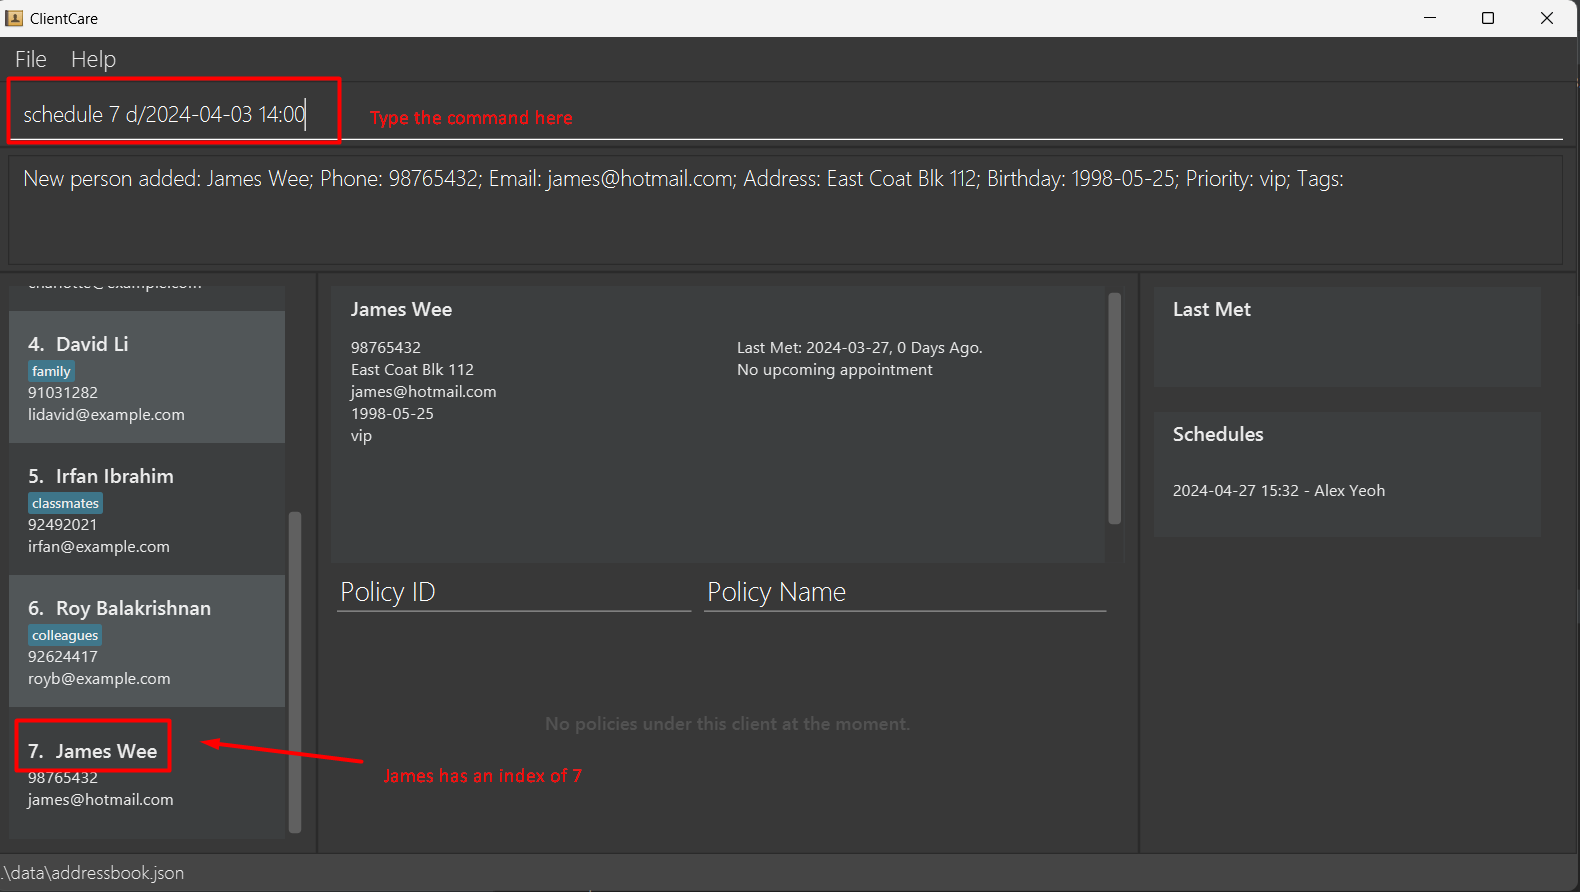 ClientCare
File Help
schedule 7 d/2024-04-03 14:00
Type the command here
New person added: James Wee; Phone: 98765432; Email: james@hotmail.com; Address: East Coat Blk 112; Birthday: 1998-05-25; Priority: vip; Tags:
4. David Li
family
91031282
lidavid@example.com
5. Irfan Ibrahim
classmates
92492021
irfan@example.com
6. Roy Balakrishnan
colleagues
92624417
royb@example.com
7. James Wee
98765432
james@hotmail.com
James Wee
98765432
East Coat Blk 112
james@hotmail.com
1998-05-25
vip
Last Met: 2024-03-27, 0 Days Ago.
No upcoming appointment
Policy ID Policy Name
No policies under this client at the moment.
James has an index of 7
Last Met
Schedules
2024-04-27 15:32 - Alex Yeoh
.\data\addressbook.json